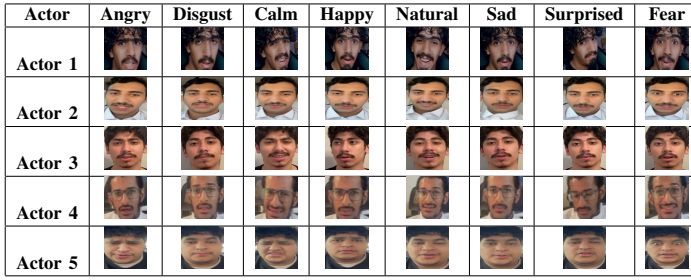 Actor Angry Disgust Calm Happy Natural Sad Surprised Fear
Actor 1
Actor 2
Actor 3
Actor 4
Actor 5